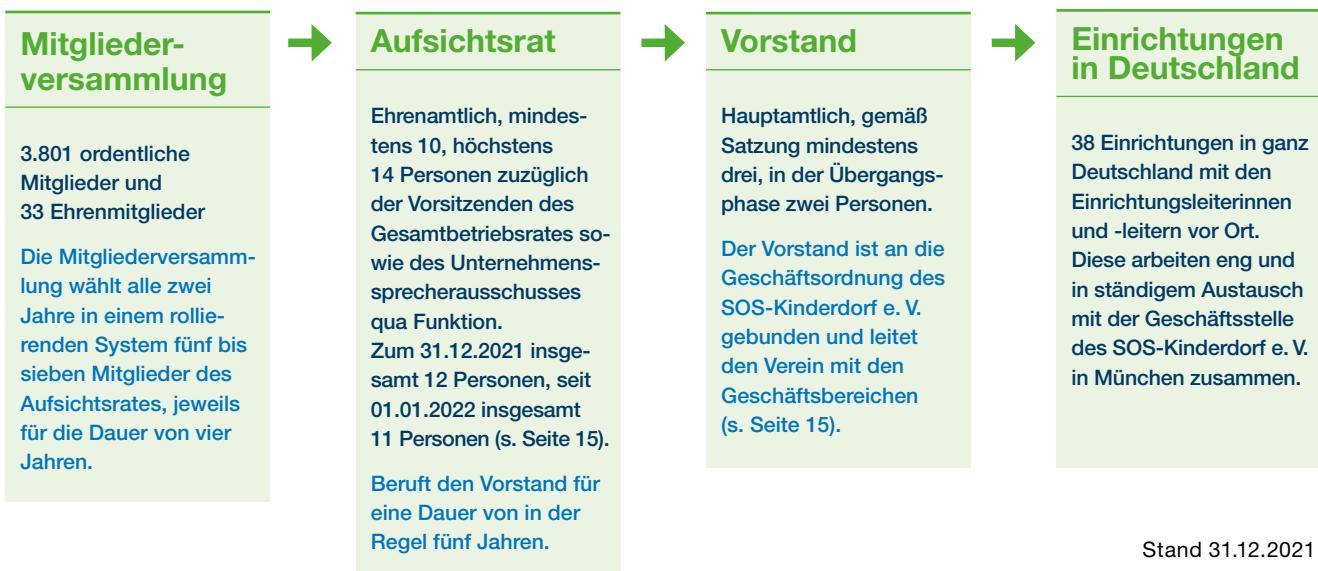 Mitglieder-
versammlung
3.801 ordentliche
Mitglieder und
33 Ehrenmitglieder
Die Mitgliederversamm-
lung wählt alle zwei
Jahre in einem rollie-
renden System fünf bis
sieben Mitglieder des
Aufsichtsrates, jeweils
für die Dauer von vier
Jahren.
Aufsichtsrat
Ehrenamtlich, mindes-
tens 10, höchstens
14 Personen zuzüglich
der Vorsitzenden des
Gesamtbetriebsrates so-
wie des Unternehmens-
sprecherausschusses
qua Funktion.
Zum 31.12.2021 insge-
samt 12 Personen, seit
01.01.2022 insgesamt
11 Personen (s. Seite 15).
Beruft den Vorstand für
eine Dauer von in der
Regel fünf Jahren.
Vorstand
Hauptamtlich, gemäß
Satzung mindestens
drei, in der Übergangs-
phase zwei Personen.
Der Vorstand ist an die
Geschäftsordnung des
SOS-Kinderdorf e. V.
gebunden und leitet
den Verein mit den
Geschäftsbereichen
(s. Seite 15).
Einrichtungen
in Deutschland
38 Einrichtungen in ganz
Deutschland mit den
Einrichtungsleiterinnen
und -leitern vor Ort.
Diese arbeiten eng und
in ständigem Austausch
mit der Geschäftsstelle
des SOS-Kinderdorf e. V.
in München zusammen.
Stand 31.12.2021